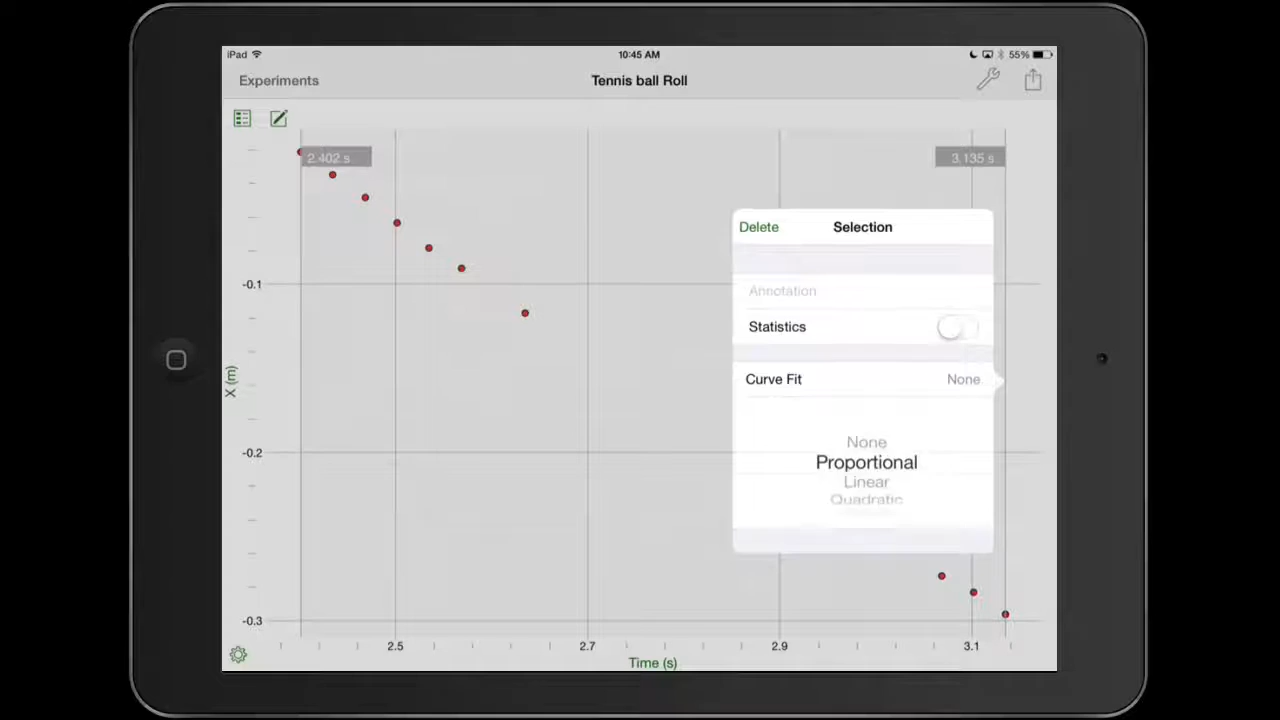 iPad 10:45 AM 55%
Experiments Tennis ball Roll
2.402 s 3.135 s
Delete Selection
Annotation
Statistics
Curve Fit None
None
Proportional
Linear
Quadratic
-0.1
-0.2
-0.3
X (m)
2.5 2.7 2.9 3.1
Time (s)